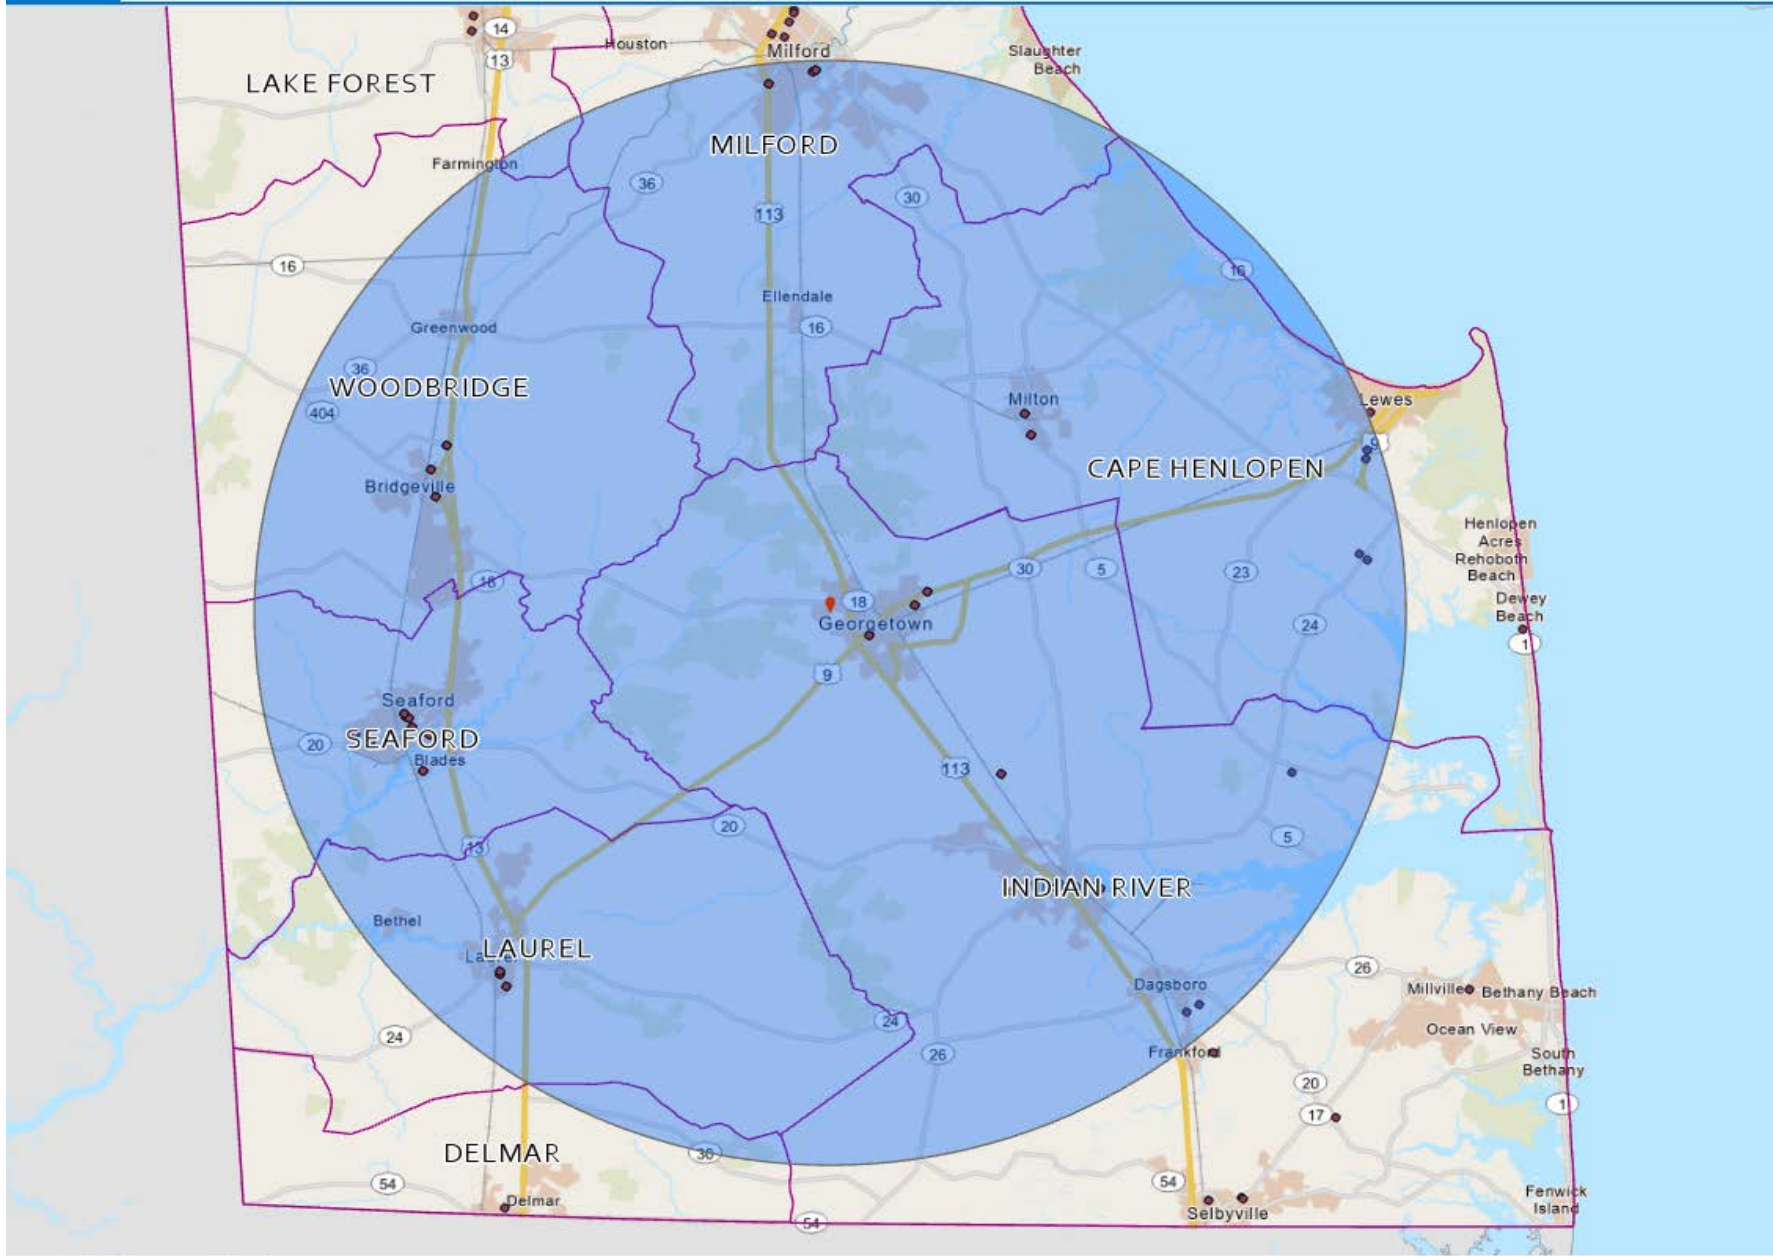 14
Houston
Milford
Slaughter
Beach
13
LAKE FOREST
MILFORD
Farmington
36
30
113
16
16
Ellendale
Greenwood
16
36
WOODBRIDGE
404
Milton
Lewes
9
CAPE HENLOPEN
Bridgeville
Henlopen
Acres
Rehoboth
Beach
18
30
5
23
18
Georgetown
Dewey
Beach
24
1
9
Seaford
SEAFORD
20
Blades
113
20
5
13
INDIAN RIVER
Bethel
LAUREL
Laurel
26
Dagsboro
Millville
Bethany Beach
24
Ocean View
24
26
Frankford
South
Bethany
20
1
17
DELMAR
30
54
54
Delmar
Fenwick
Island
Selbyville
54